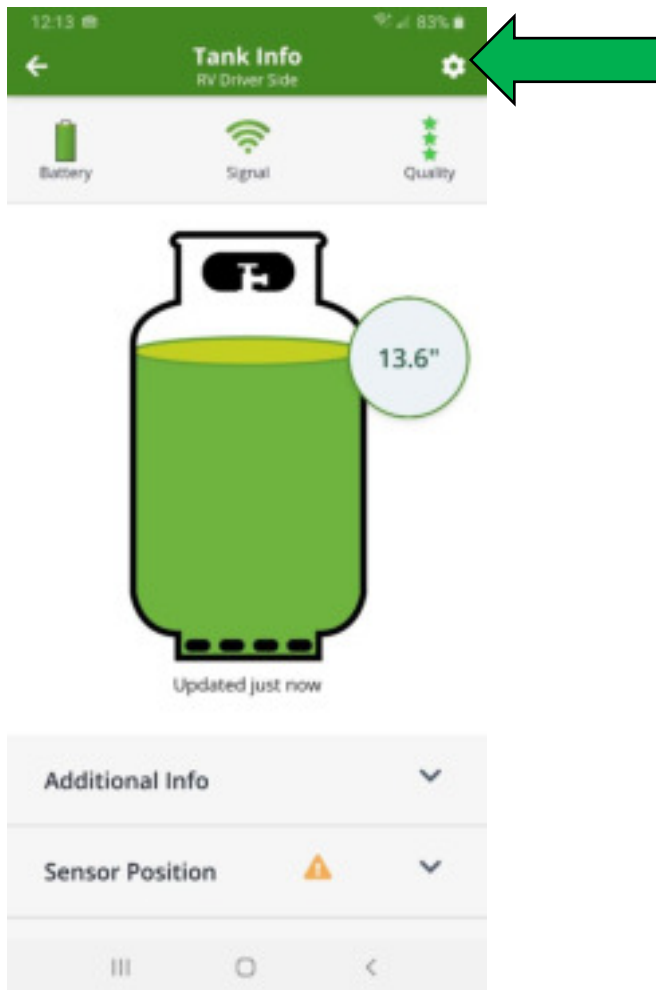 12:13
83%
Tank Info
RV Driver Side
Battery
Signal
Quality
13.6"
Updated just now
Additional Info
Sensor Position